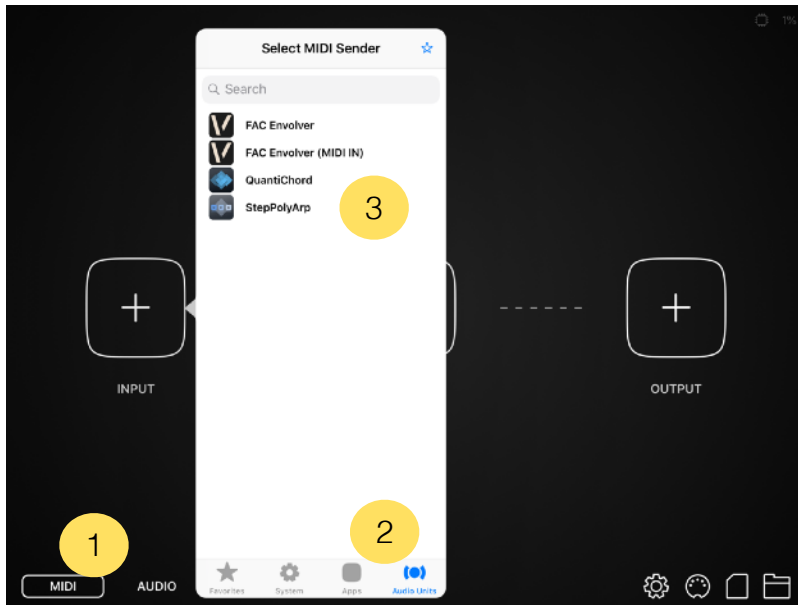 1%
Select MIDI Sender
Search
FAC Envolver
FAC Envolver (MIDI IN)
QuantiChord
StepPolyArp
3
INPUT
OUTPUT
2
1
MIDI
AUDIO
Favorites
System
Apps
Audio Units